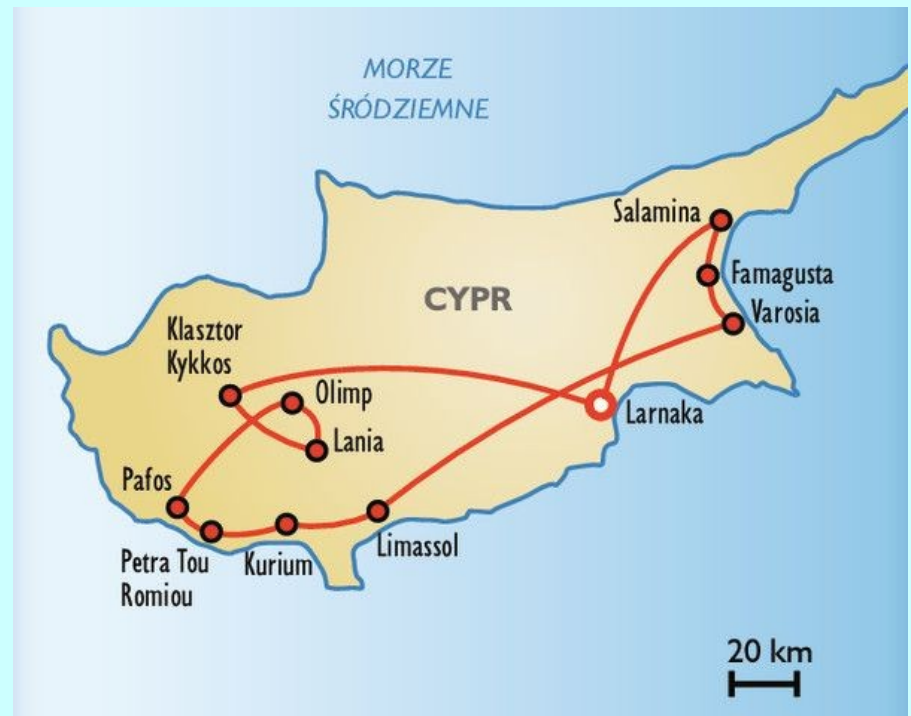 MORZE
ŚRÓDZIEMNE
Salamina
Famagusta
CYPR
Varosia
Klasztor
Kykkos
Olimp
Larnaka
Lania
Pafos
Limassol
Petra Tou
Romiou
Kurium
20 km